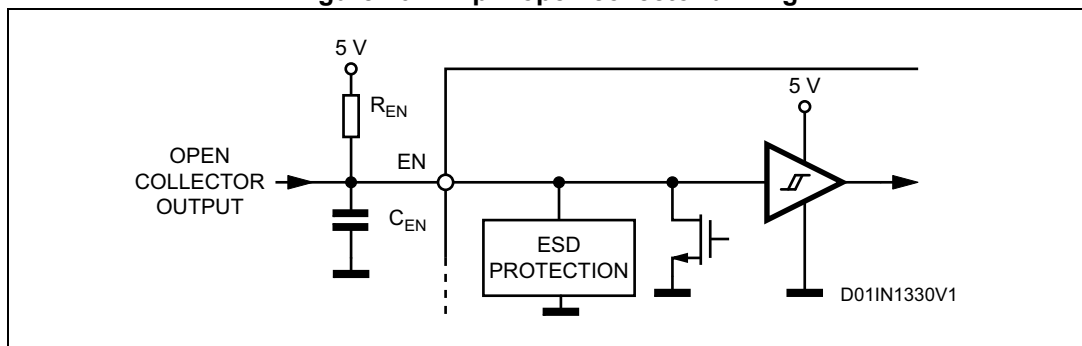 5 V
R_EN
5 V
OPEN
COLLECTOR
OUTPUT
EN
C_EN
ESD
PROTECTION
D01IN1330V1